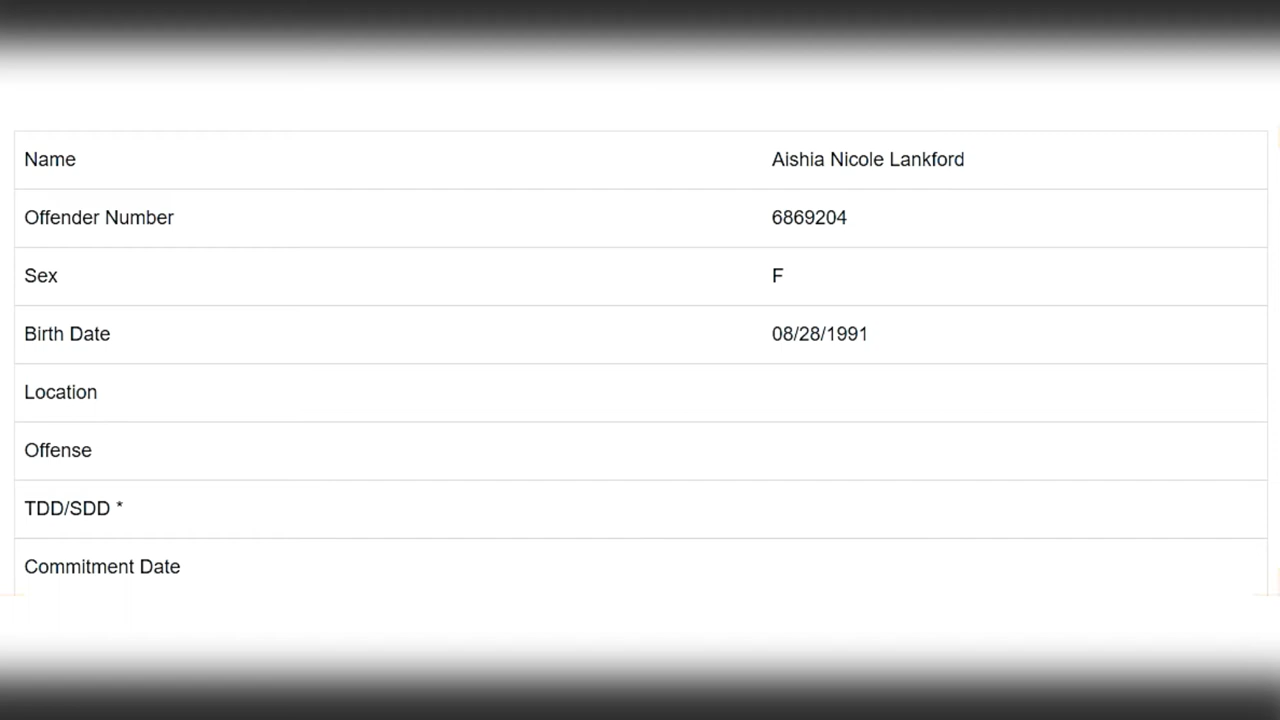 Name Aishia Nicole Lankford
Offender Number 6869204
Sex F
Birth Date 08/28/1991
Location
Offense
TDD/SDD *
Commitment Date